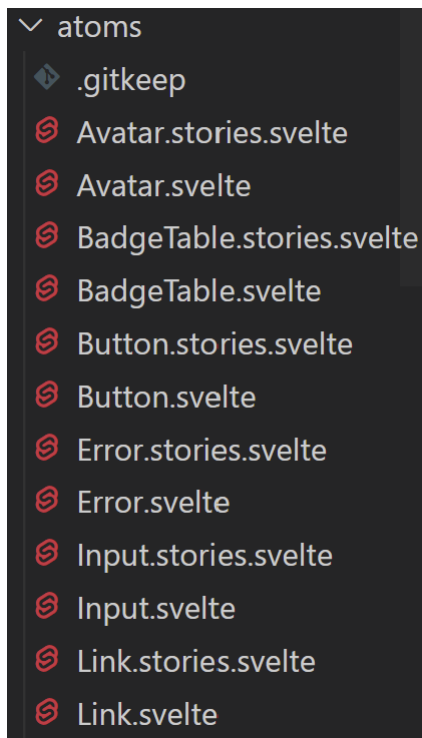 atoms
.gitkeep
Avatar.stories.svelte
Avatar.svelte
BadgeTable.stories.svelte
BadgeTable.svelte
Button.stories.svelte
Button.svelte
Error.stories.svelte
Error.svelte
Input.stories.svelte
Input.svelte
Link.stories.svelte
Link.svelte